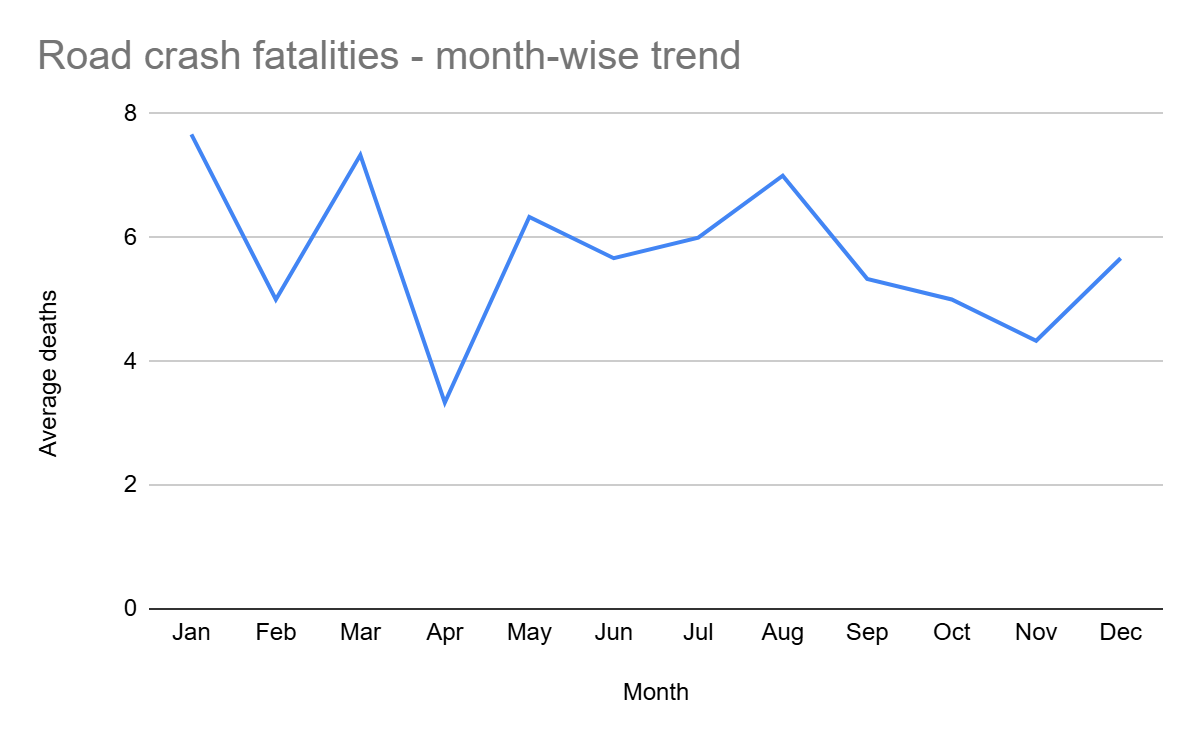 Road crash fatalities - month-wise trend
Average deaths
8
6
4
2
0
Jan Feb Mar Apr May Jun Jul Aug Sep Oct Nov Dec
Month